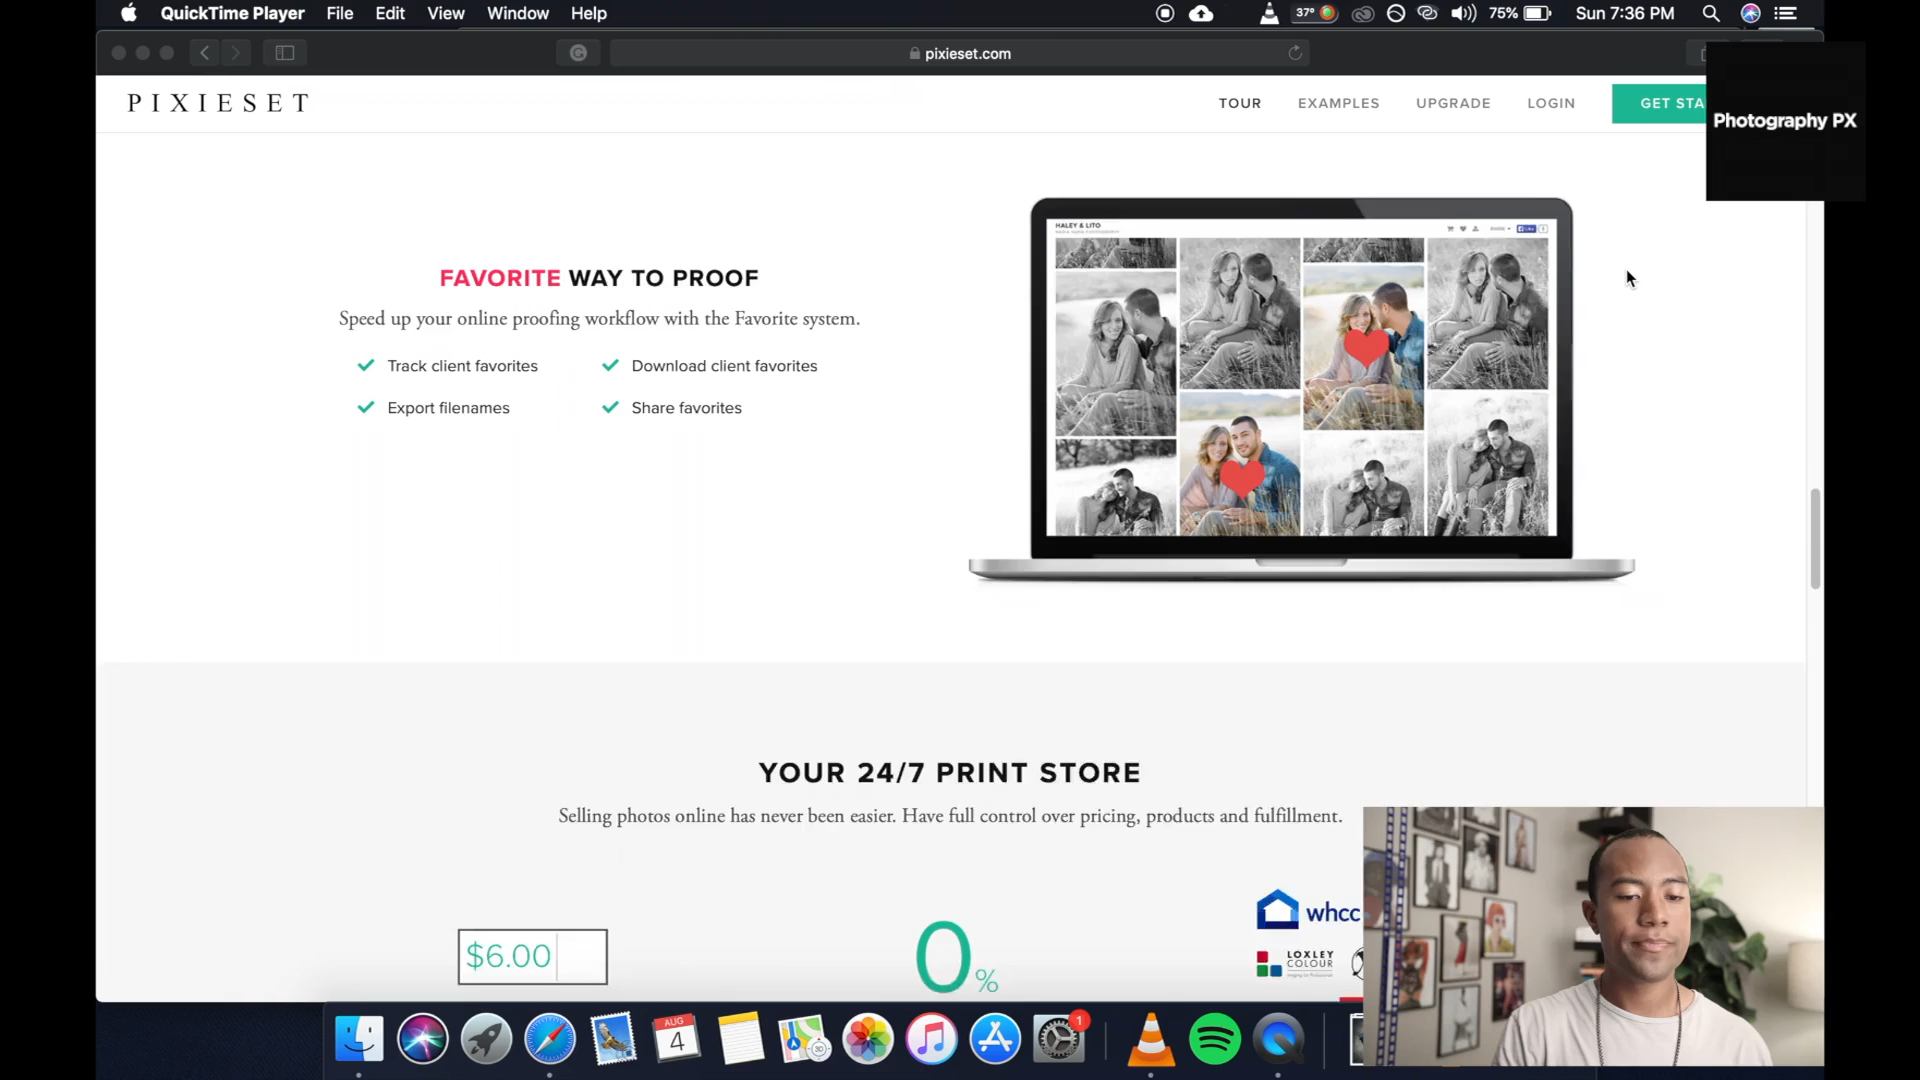 QuickTime Player File Edit View Window Help 37° 75% Sun 7:36 PM
pixieset.com
PIXIESET TOUR EXAMPLES UPGRADE LOGIN GET STA
Photography PX
HALEY & LITO
FAVORITE WAY TO PROOF
Speed up your online proofing workflow with the Favorite system.
Track client favorites Download client favorites
Export filenames Share favorites
YOUR 24/7 PRINT STORE
Selling photos online has never been easier. Have full control over pricing, products and fulfillment.
whcc
$6.00 0%
LOXLEY
COLOUR
AUG
4
1